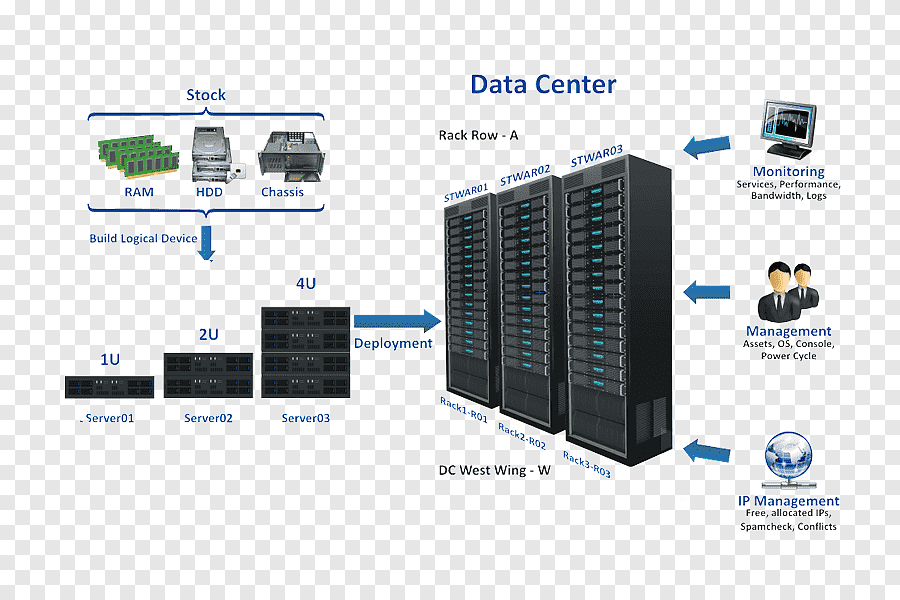 Data Center
Stock
Rack Row - A
RAM
HDD
Chassis
Build Logical Device
4U
2U
1U
Server01
Server02
Server03
Deployment
STWAR01
STWAR02
STWAR03
Rack1-R01
Rack2-R02
Rack3-R03
DC West Wing - W
Monitoring
Services, Performance,
Bandwidth, Logs
Management
Assets, OS, Console,
Power Cycle
IP Management
Free, allocated IPs,
Spamcheck, Conflicts